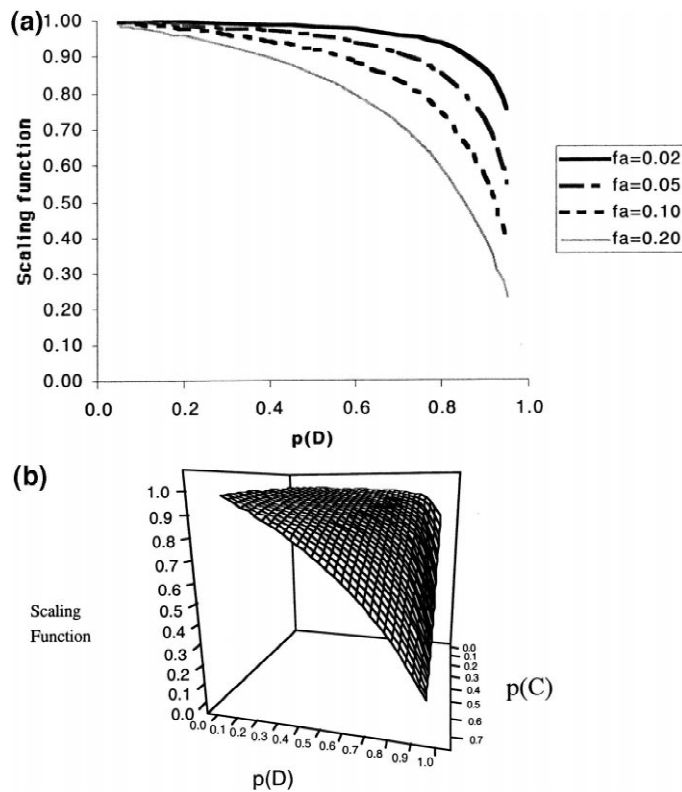 (a)
1.00
0.90
0.80
0.70
0.60
0.50
0.40
0.30
0.20
0.10
0.00
Scaling function
0.0 0.2 0.4 0.6 0.8 1.0
p(D)
fa=0.02
fa=0.05
fa=0.10
fa=0.20
(b)
1.0
0.9
0.8
0.7
0.6
0.5
0.4
0.3
0.2
0.1
0.0
Scaling
Function
0.0 0.1 0.2 0.3 0.4 0.5 0.6 0.7 0.8 0.9 1.0
p(D)
0.0
0.1
0.2
0.3
0.4
0.5
0.6
0.7
p(C)